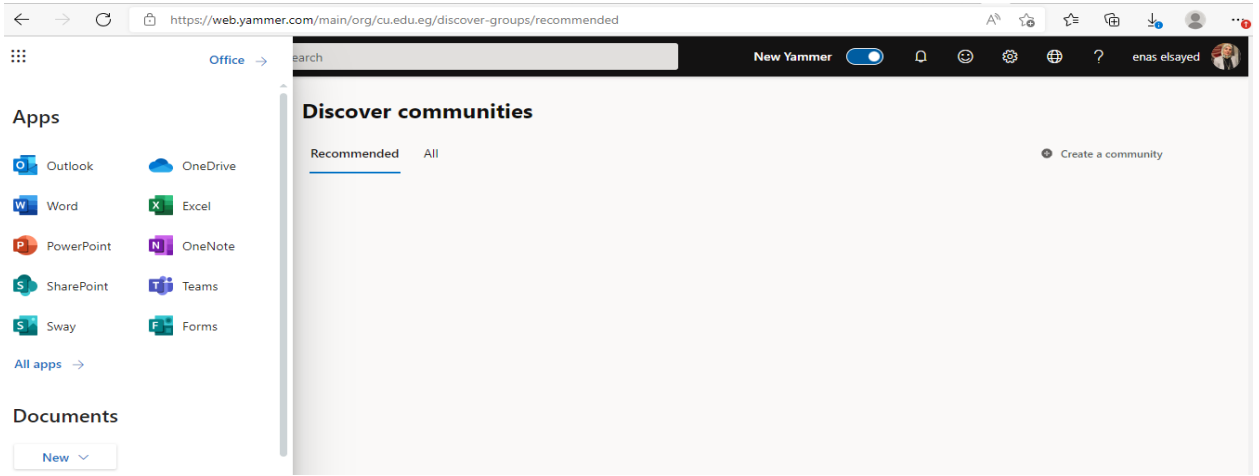 https://web.yammer.com/main/org/cu.edu.eg/discover-groups/recommended
Office →
earch
New Yammer
?
enas elsayed
Apps
Outlook
OneDrive
Word
Excel
PowerPoint
OneNote
SharePoint
Teams
Sway
Forms
All apps →
Documents
New
Discover communities
Recommended
All
Create a community